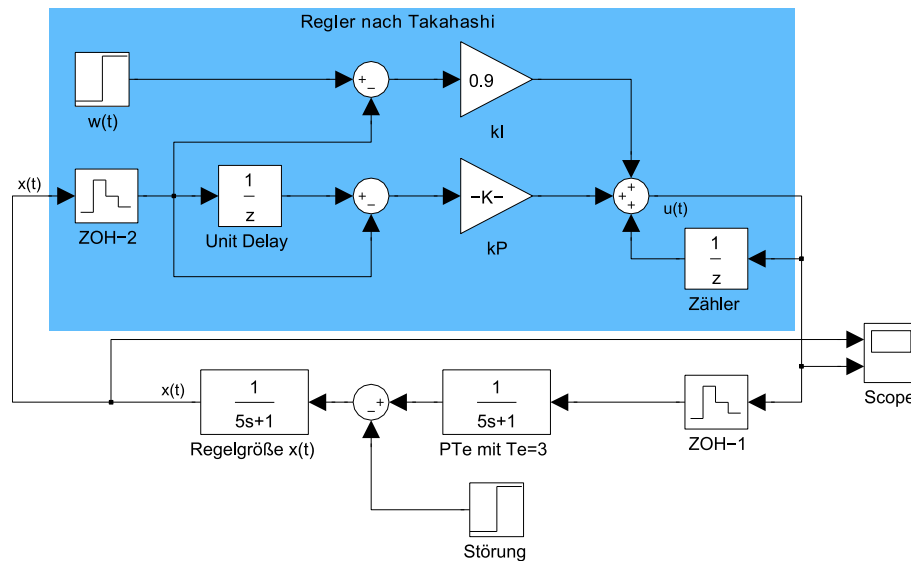 Regler nach Takahashi
w(t)
+
−
0.9
kI
x(t)
ZOH−2
1
z
Unit Delay
+
−
−K−
kP
+
+
+
u(t)
1
z
Zähler
Scope
x(t)
1
5s+1
Regelgröße x(t)
−
+
1
5s+1
PTe mit Te=3
ZOH−1
Störung